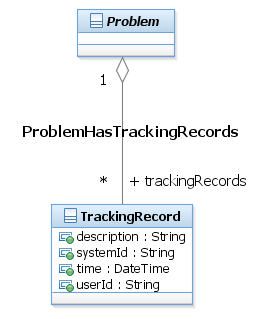 Problem
1
ProblemHasTrackingRecords
* + trackingRecords
TrackingRecord
description : String
systemId : String
time : DateTime
userId : String